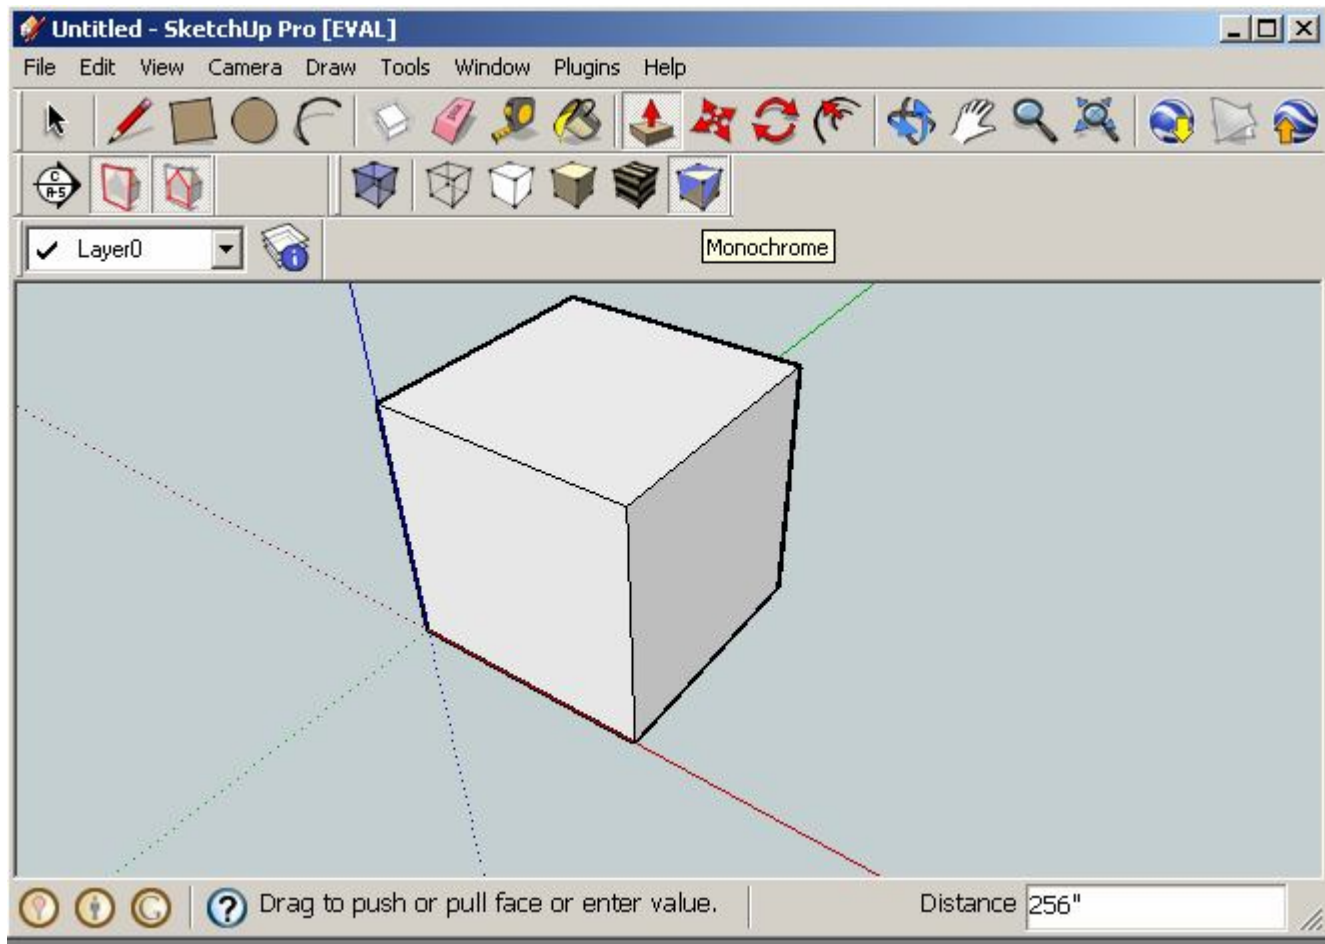 Untitled - SketchUp Pro [EVAL]
File Edit View Camera Draw Tools Window Plugins Help
C
A-5
Layer0
Monochrome
Drag to push or pull face or enter value.
Distance 256"